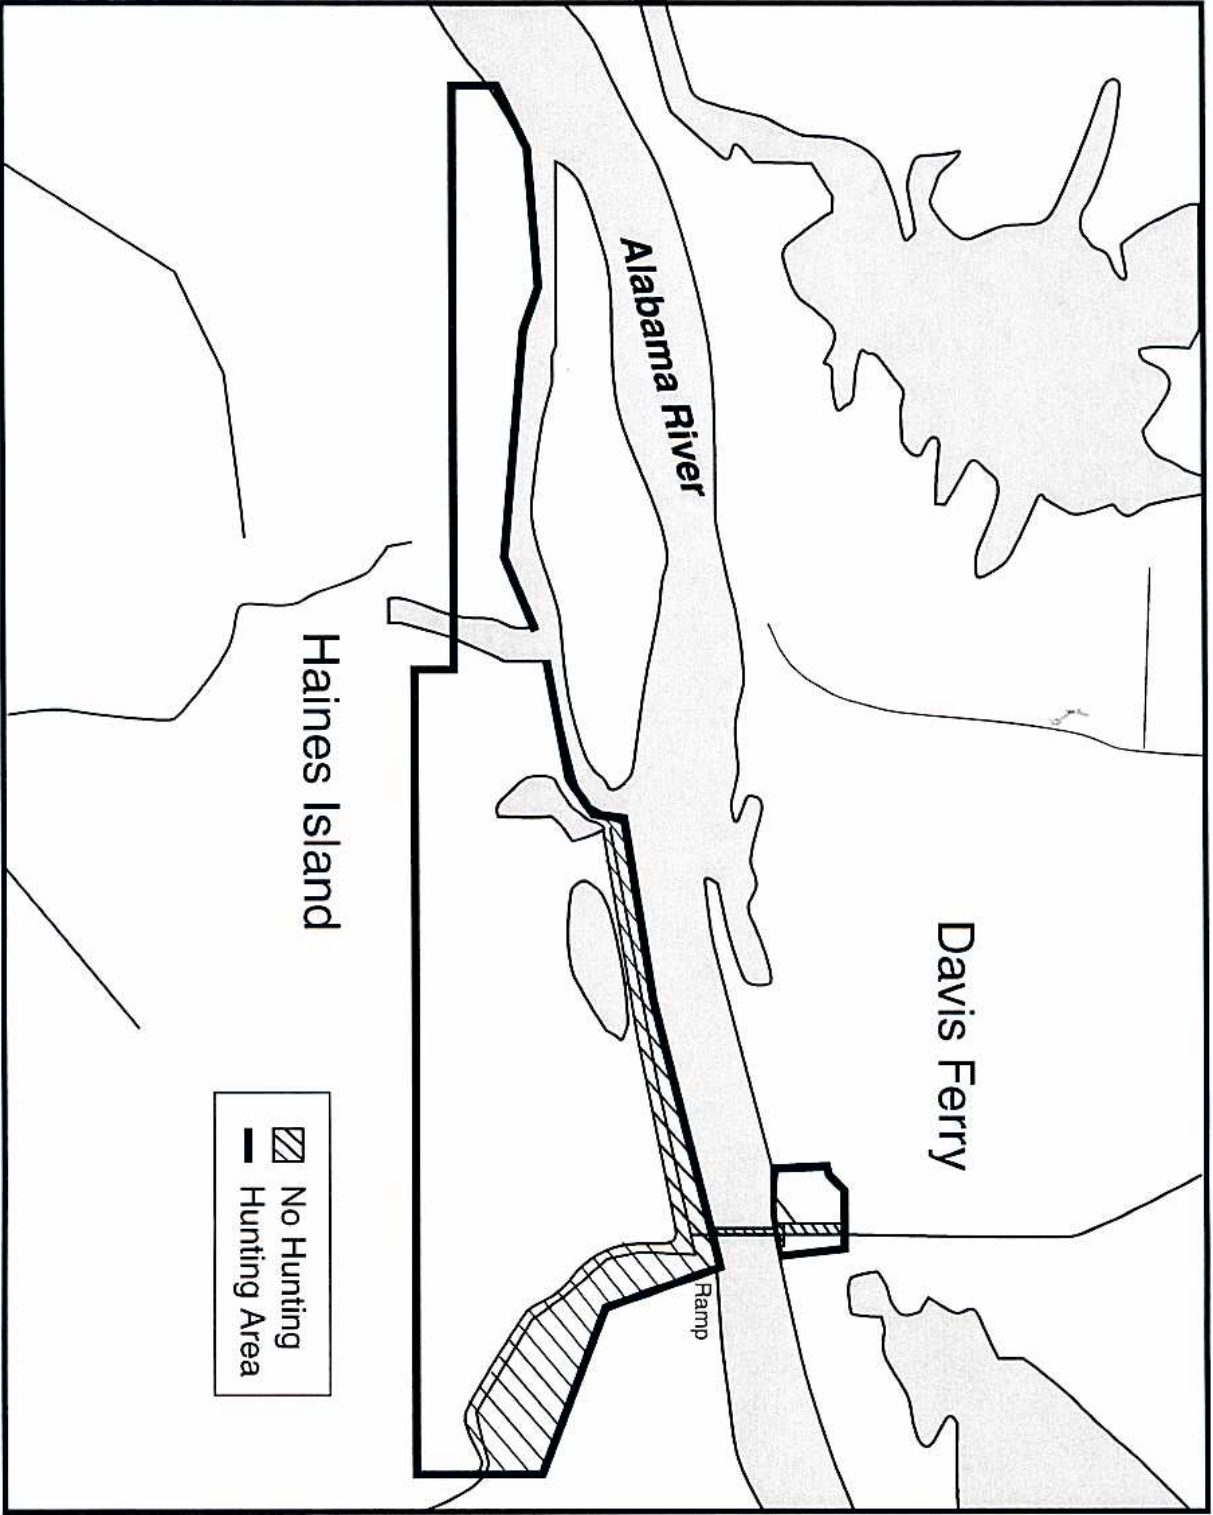 Alabama River
Davis Ferry
Haines Island
Ramp
No Hunting
Hunting Area